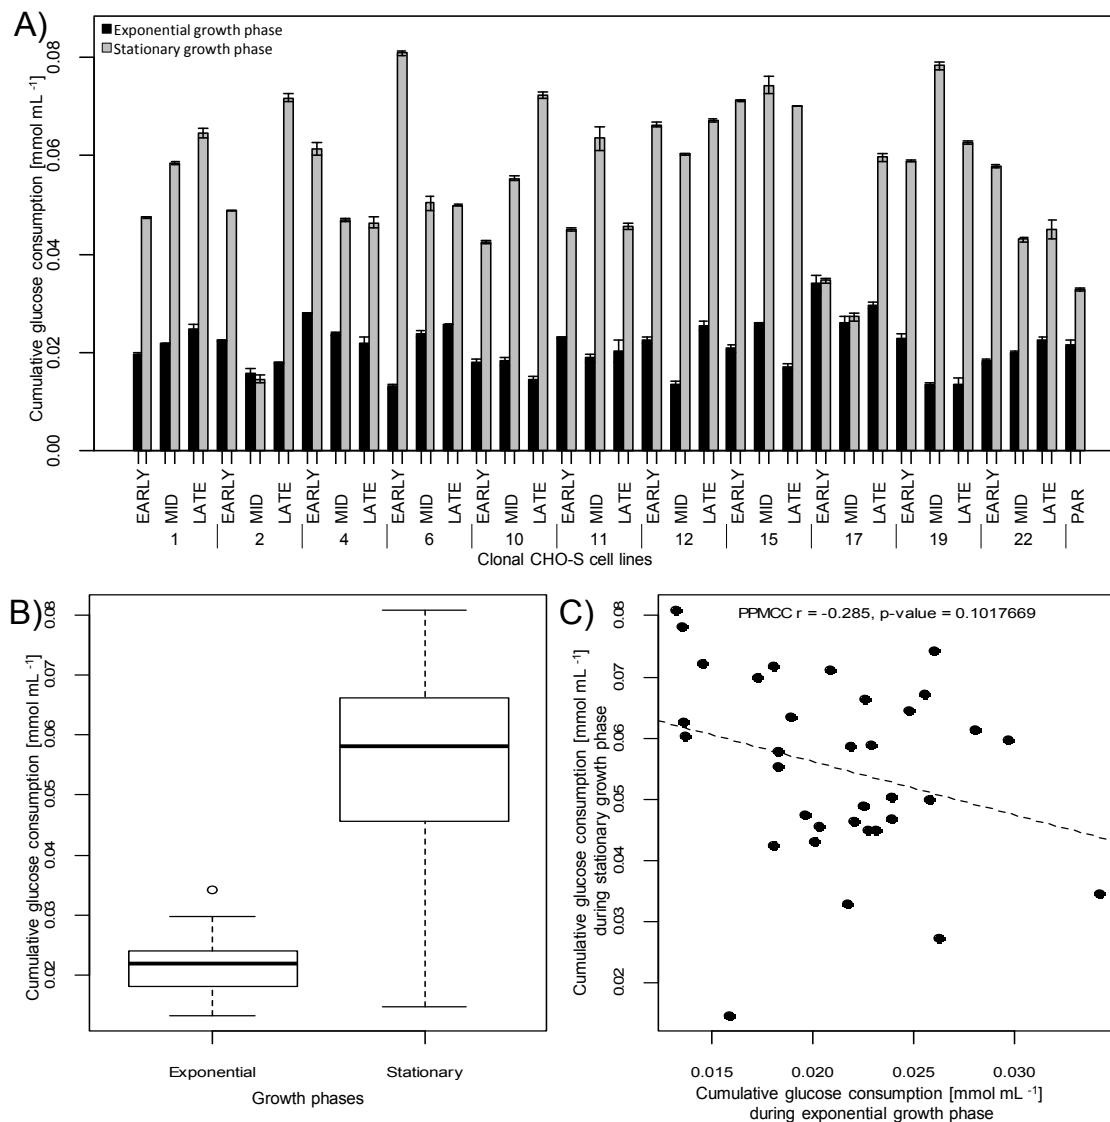 A)
Exponential growth phase
Stationary growth phase
Cumulative glucose consumption [mmol mL -1]
0.00 0.02 0.04 0.06 0.08
EARLY MID LATE EARLY MID LATE EARLY MID LATE EARLY MID LATE EARLY MID LATE EARLY MID LATE EARLY MID LATE EARLY MID LATE EARLY MID LATE EARLY MID LATE EARLY MID LATE PAR
1 2 4 6 10 11 12 15 17 19 22
Clonal CHO-S cell lines
B)
Cumulative glucose consumption [mmol mL -1]
0.02 0.03 0.04 0.05 0.06 0.07 0.08
Exponential Stationary
Growth phases
C)
PPMCC r = -0.285, p-value = 0.1017669
Cumulative glucose consumption [mmol mL -1]
during stationary growth phase
0.02 0.03 0.04 0.05 0.06 0.07 0.08
0.015 0.020 0.025 0.030
Cumulative glucose consumption [mmol mL -1]
during exponential growth phase